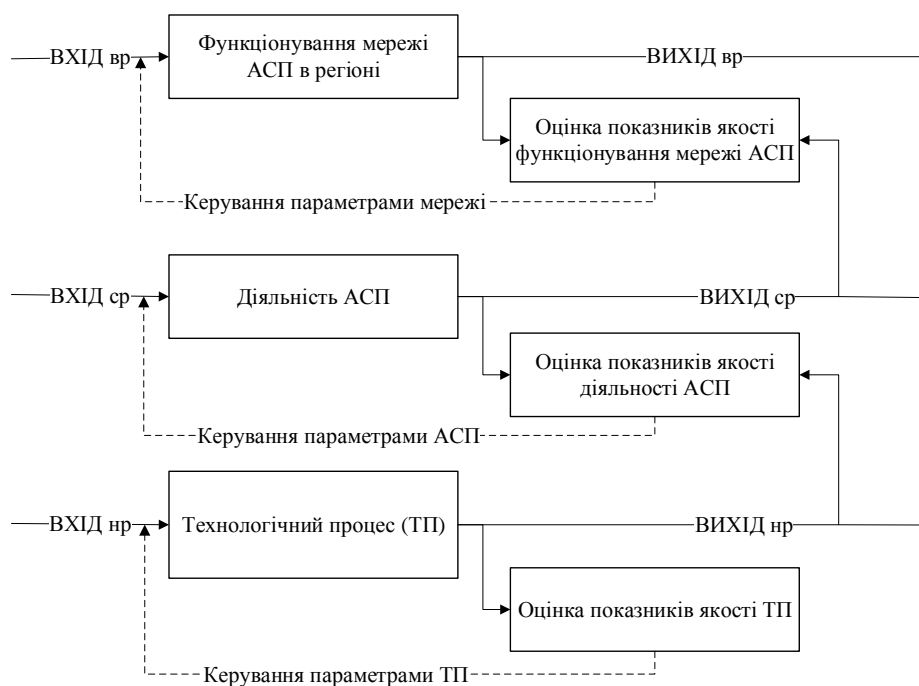 ВХІД вр
Функціонування мережі
АСП в регіоні
ВИХІД вр
Оцінка показників якості
функціонування мережі АСП
Керування параметрами мережі
ВХІД ср
Діяльність АСП
ВИХІД ср
Оцінка показників якості
діяльності АСП
Керування параметрами АСП
ВХІД нр
Технологічний процес (ТП)
ВИХІД нр
Оцінка показників якості ТП
Керування параметрами ТП